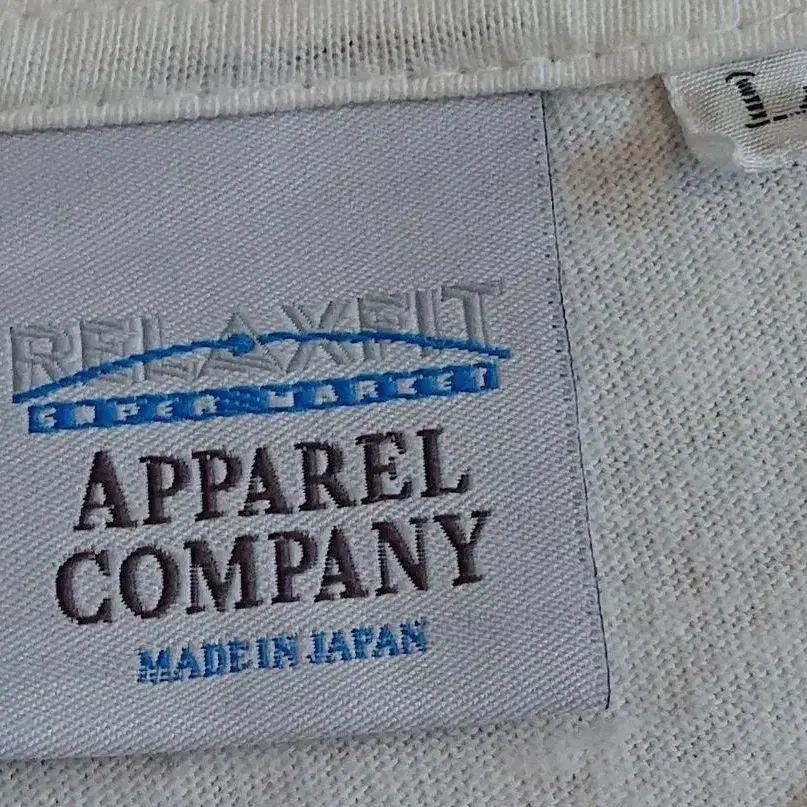 L
RELAXFIT
SUPER MARKET
APPAREL
COMPANY
MADE IN JAPAN